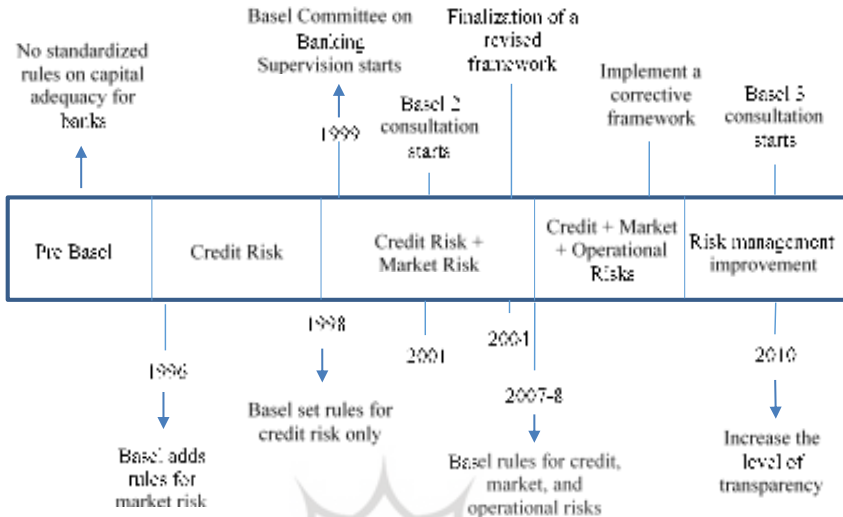 No standardized
rules on capital
adequacy for
banks
Basel Committee on
Banking
Supervision starts
1999
Basel 2
consultation
starts
Finalization of a
revised
framework
Implement a
corrective
framework
Basel 3
consultation
starts
Pre Basel
Credit Risk
Credit Risk +
Market Risk
Credit + Market
+ Operational
Risks
Risk management
improvement
1996
Basel adds
rules for
market risk
1998
Basel set rules for
credit risk only
2001
2004
2007-8
Basel rules for credit,
market, and
operational risks
2010
Increase the
level of
transparency